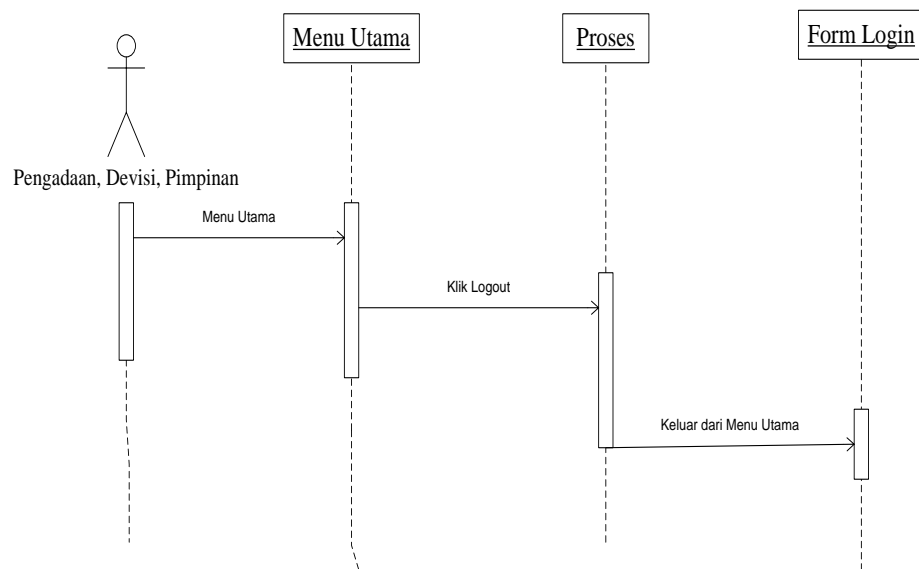 Menu Utama
Proses
Form Login
Pengadaan, Devisi, Pimpinan
Menu Utama
Klik Logout
Keluar dari Menu Utama